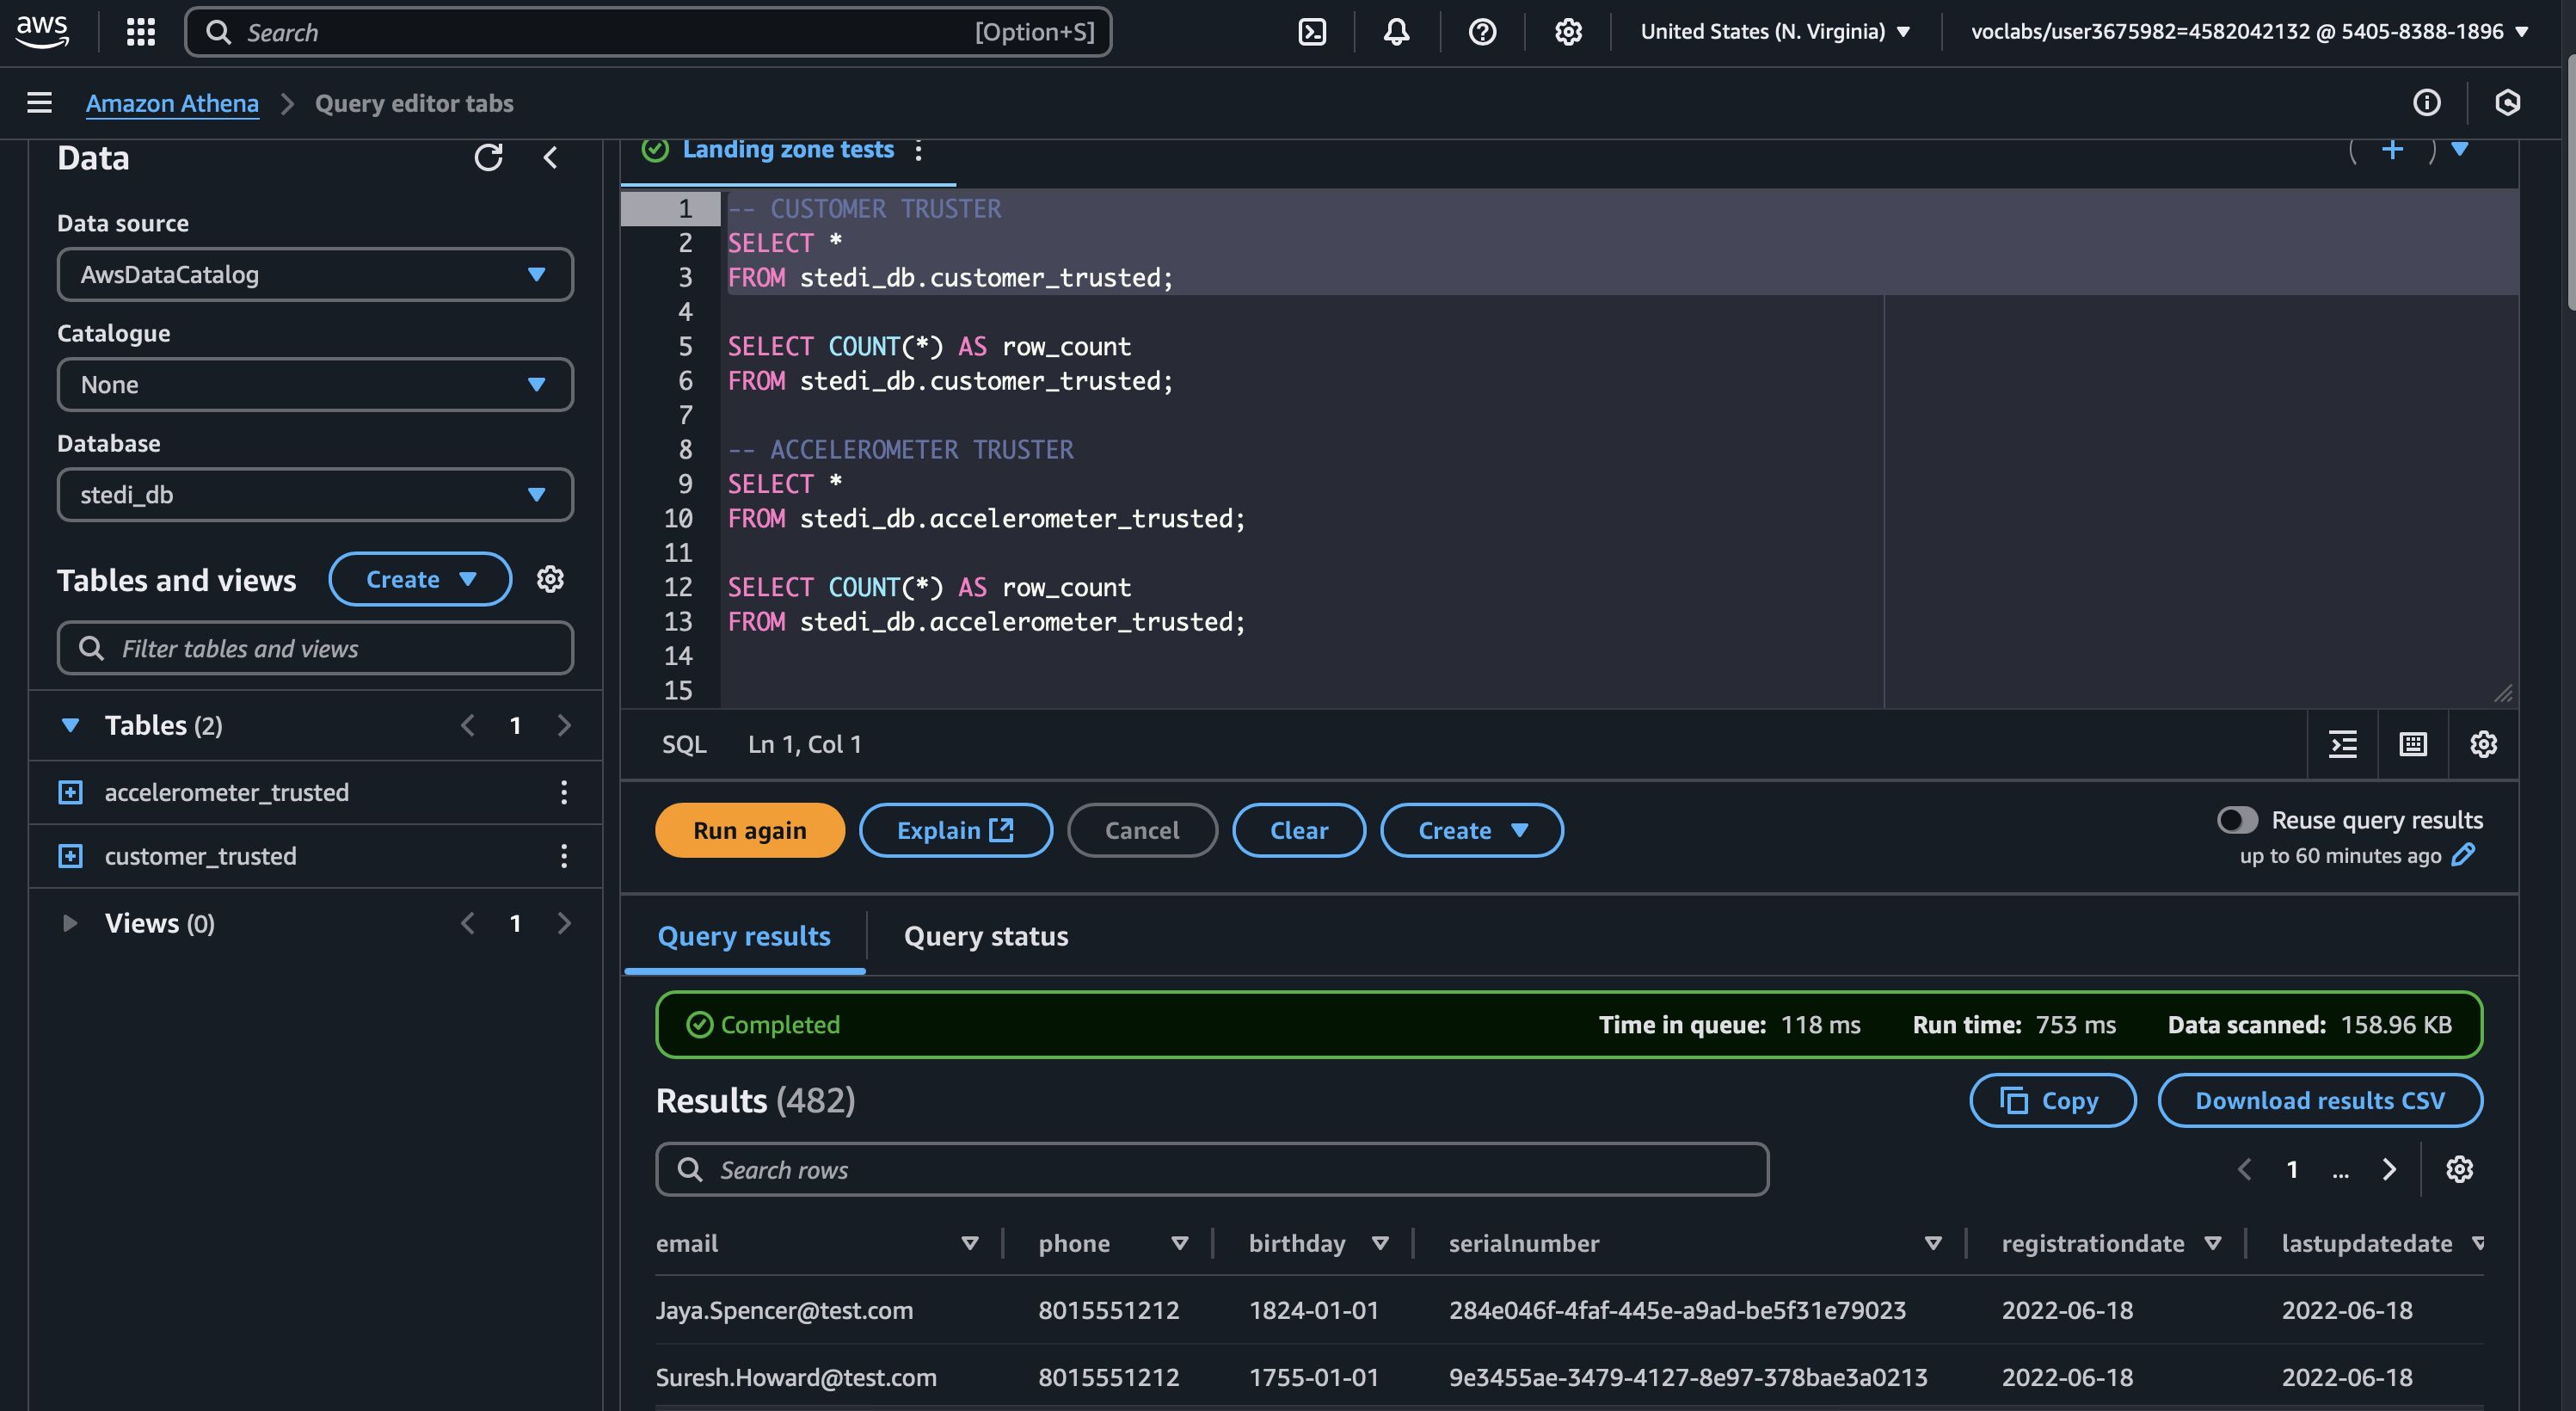 aws
Search [Option+S]
United States (N. Virginia)
voclabs/user3675982=4582042132 @ 5405-8388-1896
Amazon Athena
Query editor tabs
Data
Data source
AwsDataCatalog
Catalogue
None
Database
stedi_db
Tables and views
Create
Filter tables and views
Tables (2)
1
accelerometer_trusted
customer_trusted
Views (0)
1
Landing zone tests
1 -- CUSTOMER TRUSTER
2 SELECT *
3 FROM stedi_db.customer_trusted;
4
5 SELECT COUNT(*) AS row_count
6 FROM stedi_db.customer_trusted;
7
8 -- ACCELEROMETER TRUSTER
9 SELECT *
10 FROM stedi_db.accelerometer_trusted;
11
12 SELECT COUNT(*) AS row_count
13 FROM stedi_db.accelerometer_trusted;
14
15
SQL Ln 1, Col 1
Run again
Explain
Cancel
Clear
Create
Reuse query results
up to 60 minutes ago
Query results
Query status
Completed
Time in queue: 118 ms
Run time: 753 ms
Data scanned: 158.96 KB
Results (482)
Copy
Download results CSV
Search rows
1 ...
email phone birthday serialnumber registrationdate lastupdatedate
Jaya.Spencer@test.com 8015551212 1824-01-01 284e046f-4faf-445e-a9ad-be5f31e79023 2022-06-18 2022-06-18
Suresh.Howard@test.com 8015551212 1755-01-01 9e3455ae-3479-4127-8e97-378bae3a0213 2022-06-18 2022-06-18